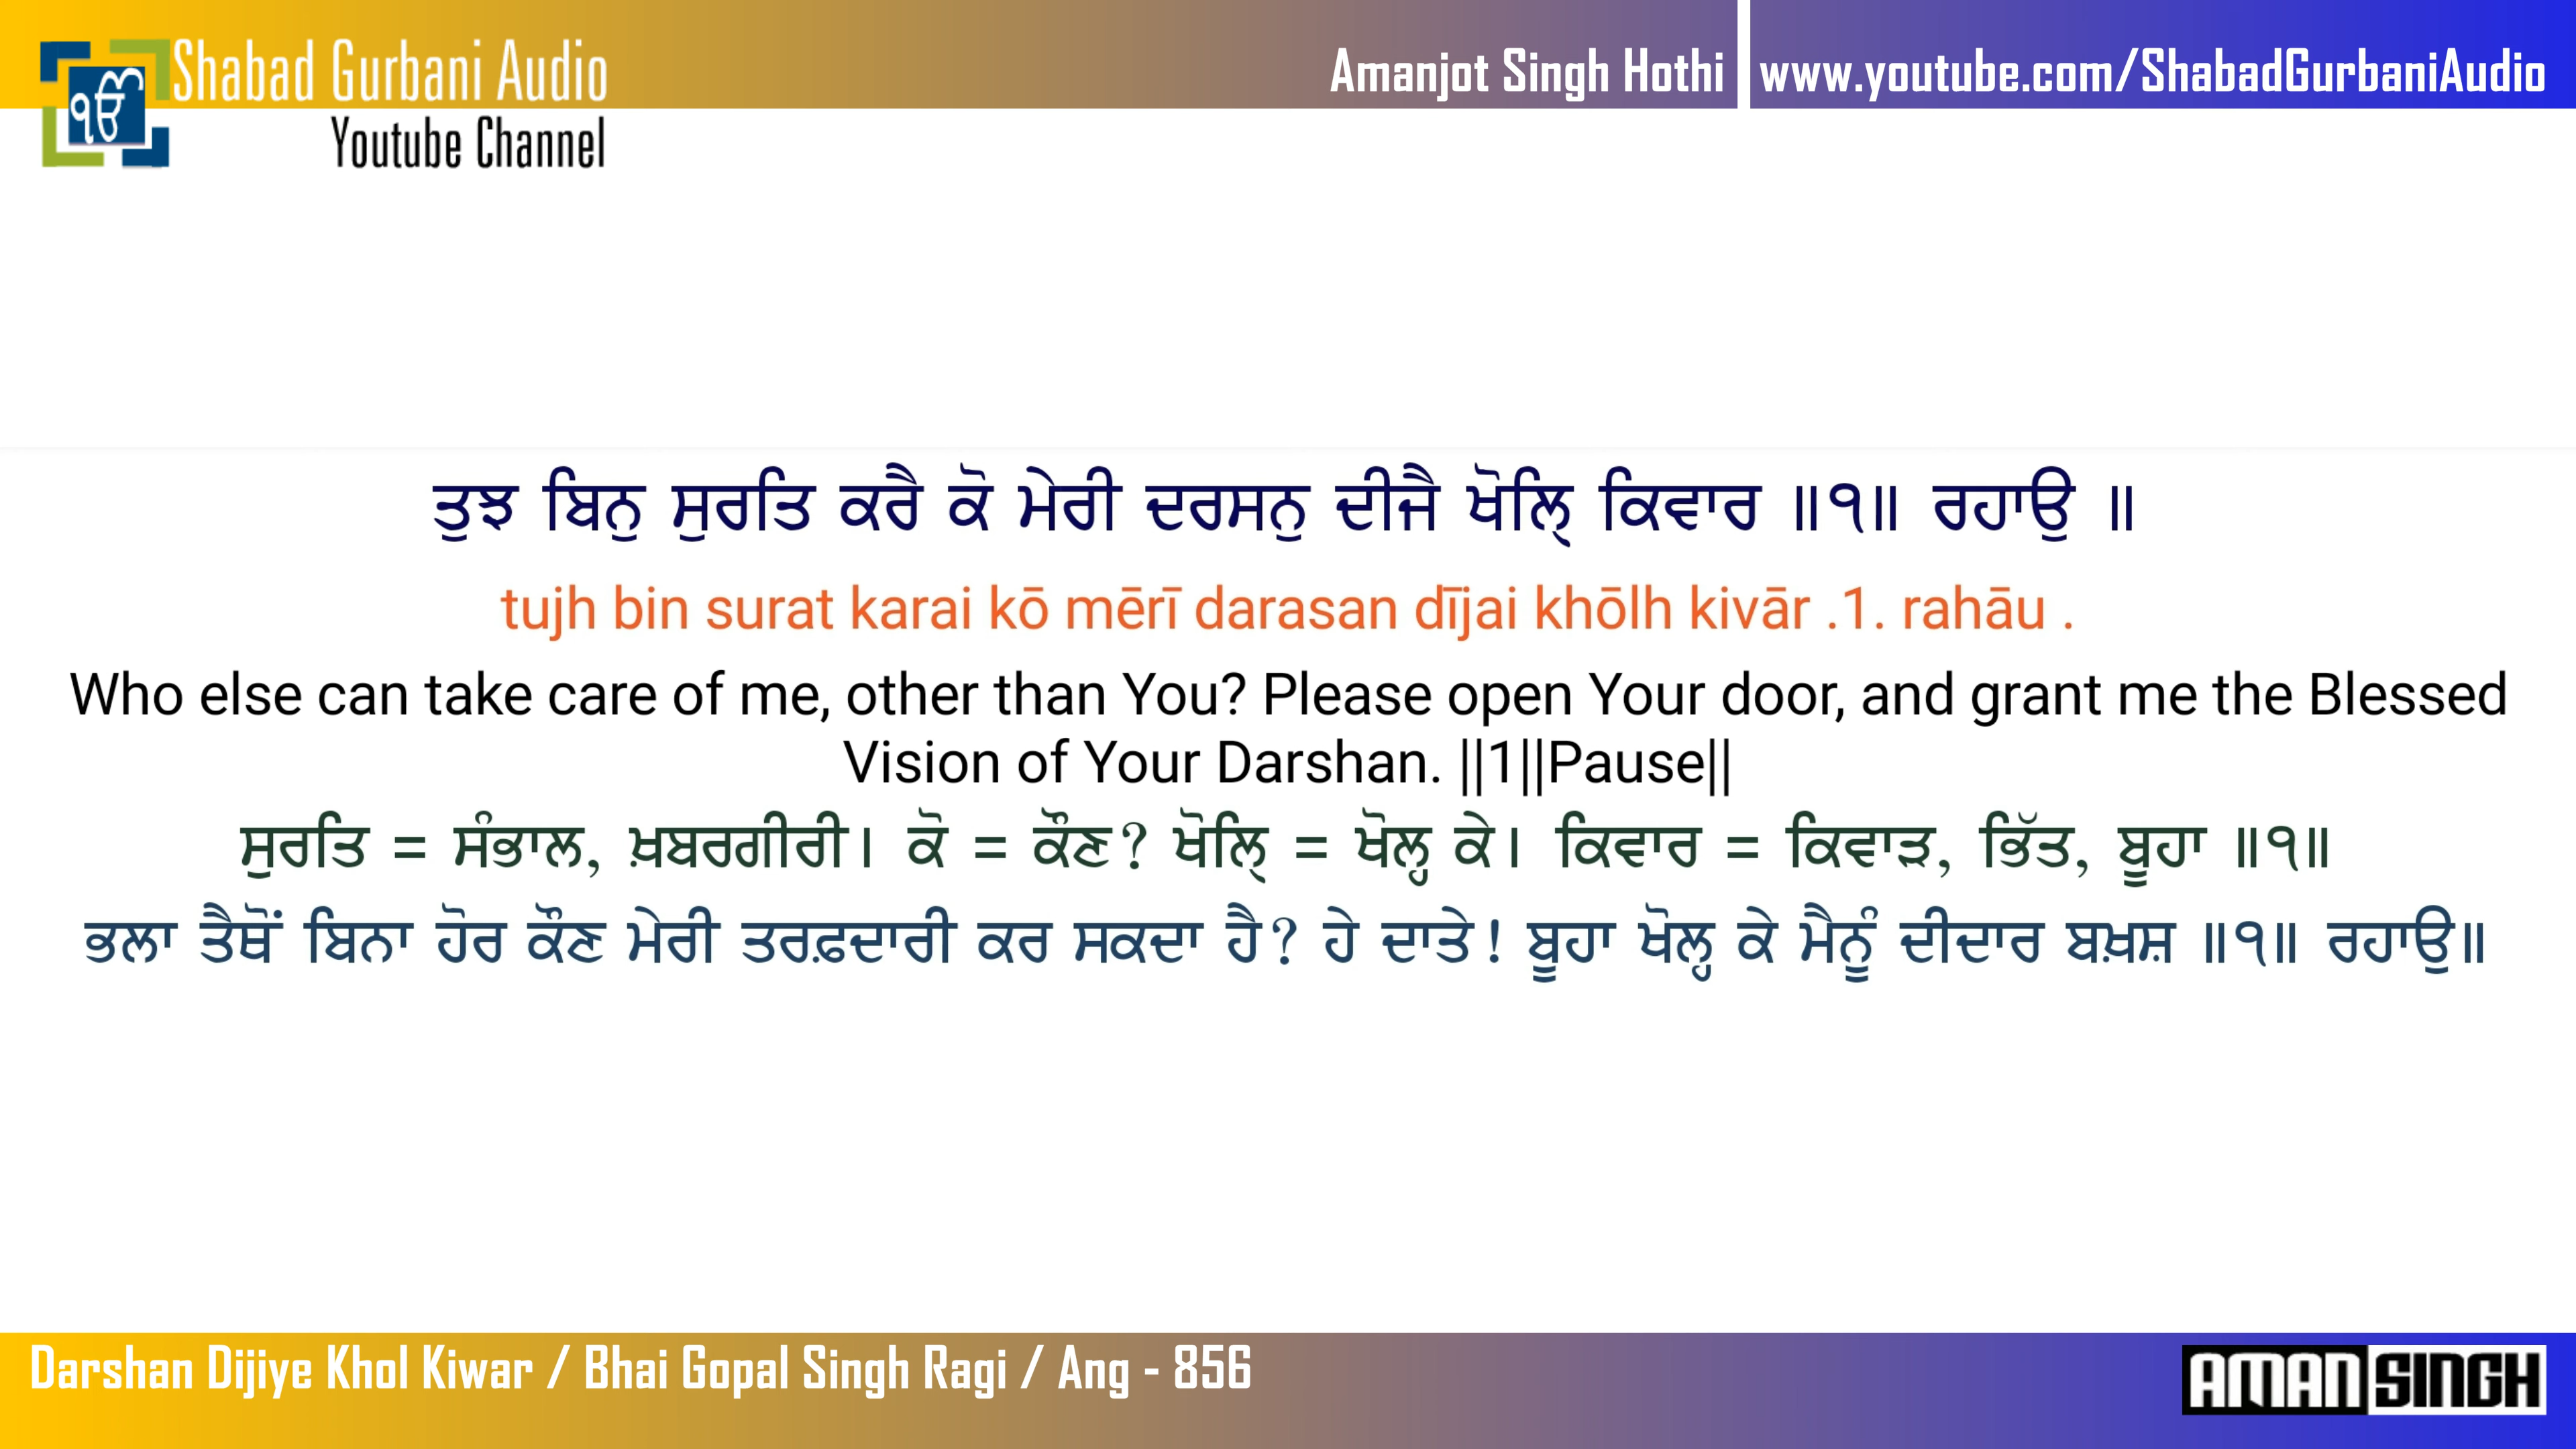 Shabad Gurbani Audio
Youtube Channel
ੴ
Amanjot Singh Hothi
www.youtube.com/ShabadGurbaniAudio
ਤੁਝ ਬਿਨੁ ਸੁਰਤਿ ਕਰੈ ਕੋ ਮੇਰੀ ਦਰਸਨੁ ਦੀਜੈ ਖੋਲਿ੍ ਕਿਵਾਰ ॥੧॥ ਰਹਾਉ ॥
tujh bin surat karai kō mērī darasan dījai khōlh kivār .1. rahāu .
Who else can take care of me, other than You? Please open Your door, and grant me the Blessed
Vision of Your Darshan. ||1||Pause||
ਸੁਰਤਿ = ਸੰਭਾਲ, ਖ਼ਬਰਗੀਰੀ। ਕੋ = ਕੌਣ? ਖੋਲਿ੍ = ਖੋਲ੍ਹ ਕੇ। ਕਿਵਾਰ = ਕਿਵਾੜ, ਭਿੱਤ, ਬੂਹਾ ॥੧॥
ਭਲਾ ਤੈਥੋਂ ਬਿਨਾ ਹੋਰ ਕੌਣ ਮੇਰੀ ਤਰਫ਼ਦਾਰੀ ਕਰ ਸਕਦਾ ਹੈ? ਹੇ ਦਾਤੇ! ਬੂਹਾ ਖੋਲ੍ਹ ਕੇ ਮੈਨੂੰ ਦੀਦਾਰ ਬਖ਼ਸ਼ ॥੧॥ ਰਹਾਉ॥
Darshan Dijiye Khol Kiwar / Bhai Gopal Singh Ragi / Ang - 856
AMAN SINGH